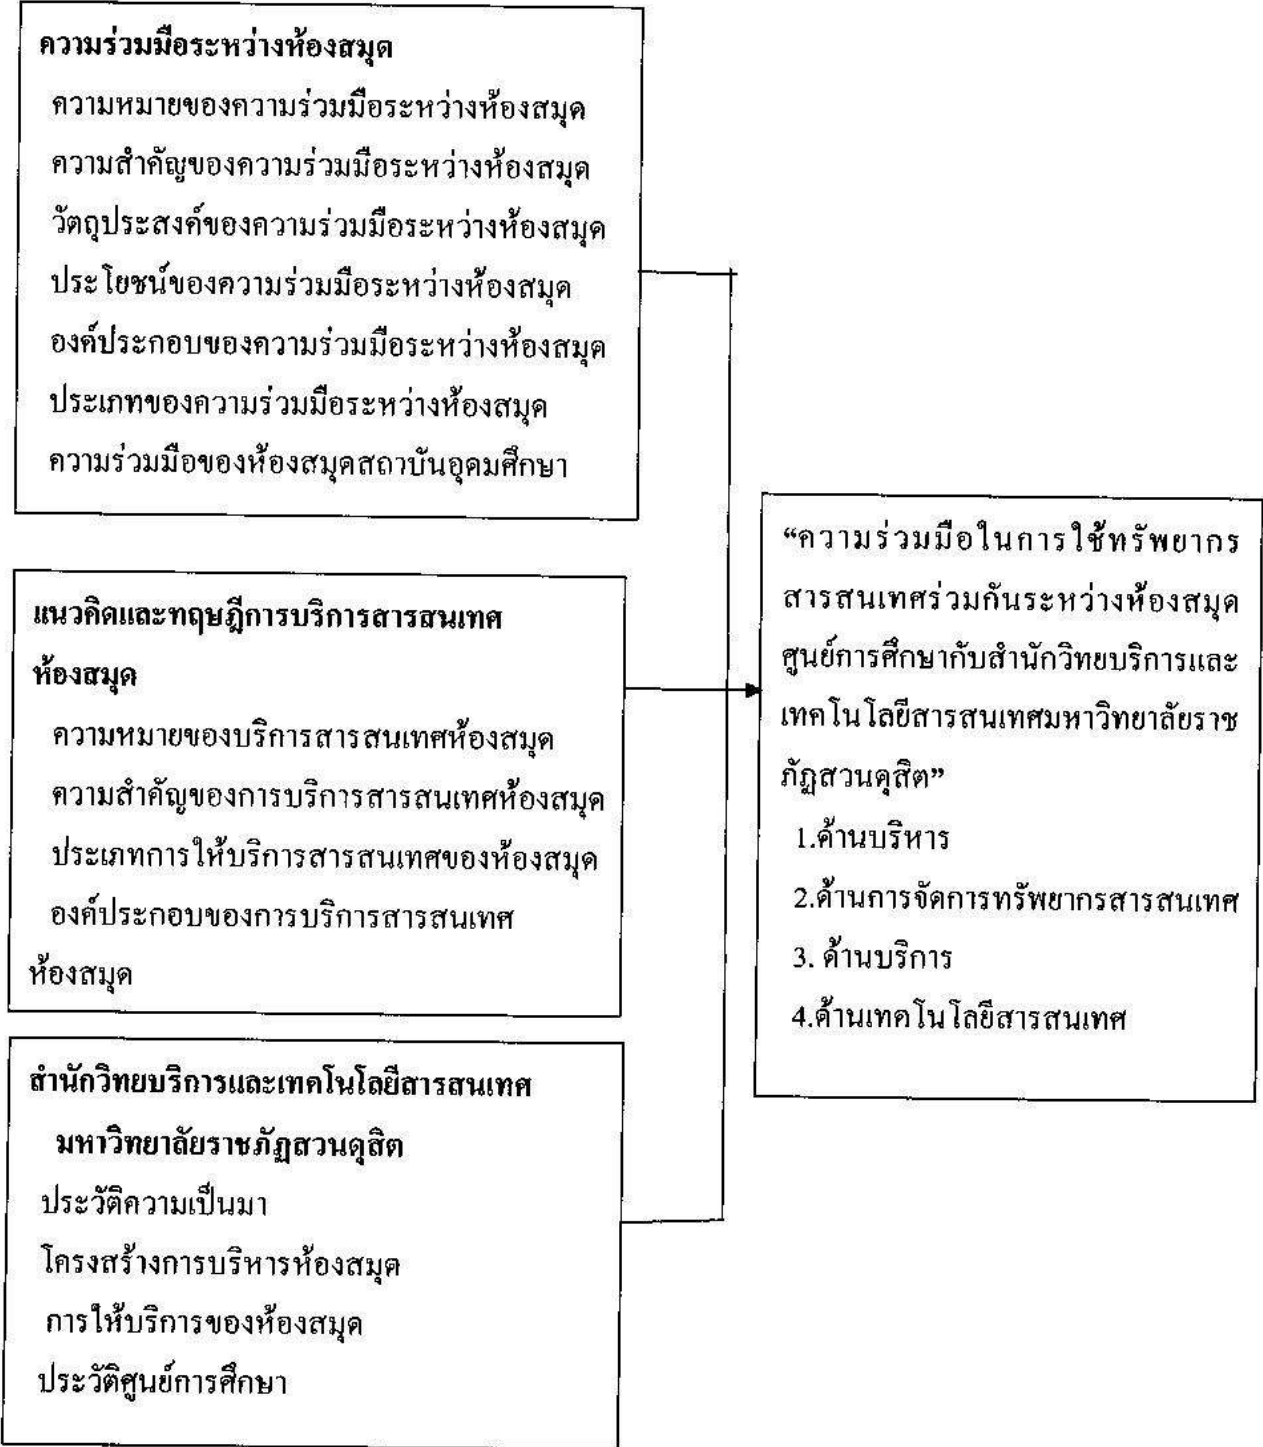 ความร่วมมือระหว่างห้องสมุด
ความหมายของความร่วมมือระหว่างห้องสมุด
ความสำคัญของความร่วมมือระหว่างห้องสมุด
วัตถุประสงค์ของความร่วมมือระหว่างห้องสมุด
ประโยชน์ของความร่วมมือระหว่างห้องสมุด
องค์ประกอบของความร่วมมือระหว่างห้องสมุด
ประเภทของความร่วมมือระหว่างห้องสมุด
ความร่วมมือของห้องสมุดสถาบันอุดมศึกษา
แนวคิดและทฤษฎีการบริการสารสนเทศ
ห้องสมุด
ความหมายของบริการสารสนเทศห้องสมุด
ความสำคัญของการบริการสารสนเทศห้องสมุด
ประเภทการให้บริการสารสนเทศของห้องสมุด
องค์ประกอบของการบริการสารสนเทศ
ห้องสมุด
สำนักวิทยบริการและเทคโนโลยีสารสนเทศ
มหาวิทยาลัยราชภัฏสวนดุสิต
ประวัติความเป็นมา
โครงสร้างการบริหารห้องสมุด
การให้บริการของห้องสมุด
ประวัติศูนย์การศึกษา
“ความร่วมมือในการใช้ทรัพยากร
สารสนเทศร่วมกันระหว่างห้องสมุด
ศูนย์การศึกษากับสำนักวิทยบริการและ
เทคโนโลยีสารสนเทศมหาวิทยาลัยราช
ภัฏสวนดุสิต”
1.ด้านบริหาร
2.ด้านการจัดการทรัพยากรสารสนเทศ
3. ด้านบริการ
4.ด้านเทคโนโลยีสารสนเทศ